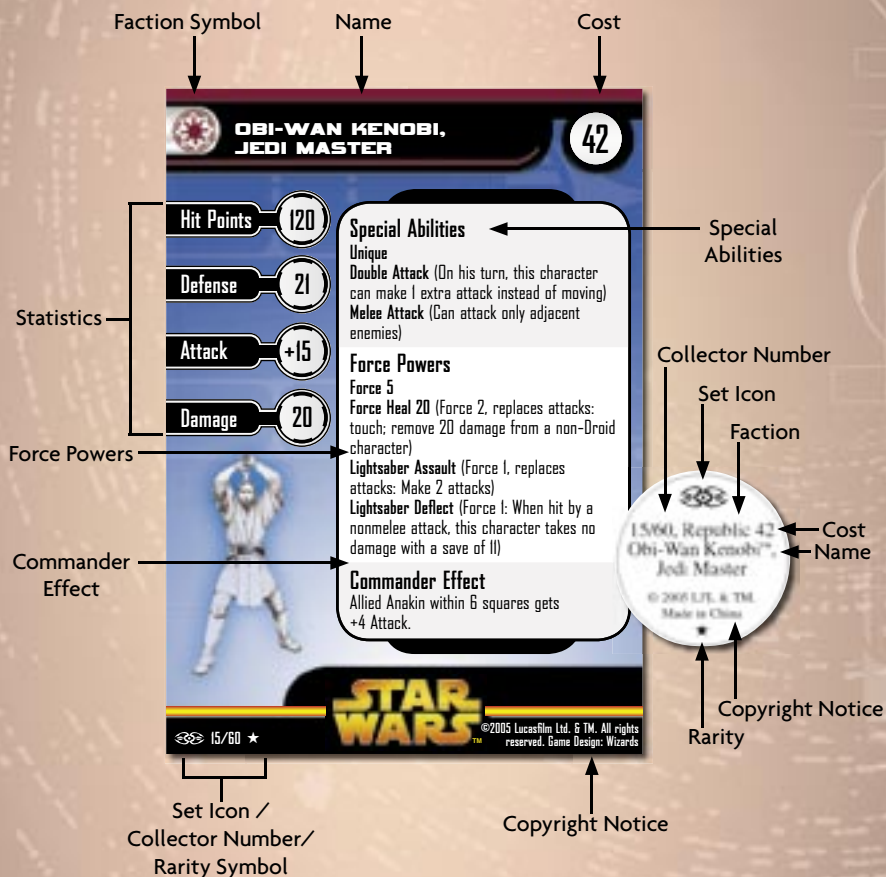 Faction Symbol
Name
Cost
OBI-WAN KENOBI,
JEDI MASTER
42
Statistics
Hit Points 120
Defense 21
Attack +15
Damage 20
Special Abilities
Unique
Double Attack (On his turn, this character
can make 1 extra attack instead of moving)
Melee Attack (Can attack only adjacent
enemies)
Special
Abilities
Force Powers
Force Powers
Force 5
Force Heal 20 (Force 2, replaces attacks:
touch; remove 20 damage from a non-Droid
character)
Lightsaber Assault (Force 1, replaces
attacks: Make 2 attacks)
Lightsaber Deflect (Force 1: When hit by a
nonmelee attack, this character takes no
damage with a save of 11)
Commander
Effect
Commander Effect
Allied Anakin within 6 squares gets
+4 Attack.
Collector Number
Set Icon
Faction
Cost
Name
15/60, Republic 42
Obi-Wan Kenobi™,
Jedi Master
© 2005 LFL & TM.
Made in China
★
Copyright Notice
Rarity
STAR
WARS™
15/60 ★
©2005 Lucasfilm Ltd. & TM. All rights
reserved. Game Design: Wizards
Set Icon /
Collector Number/
Rarity Symbol
Copyright Notice